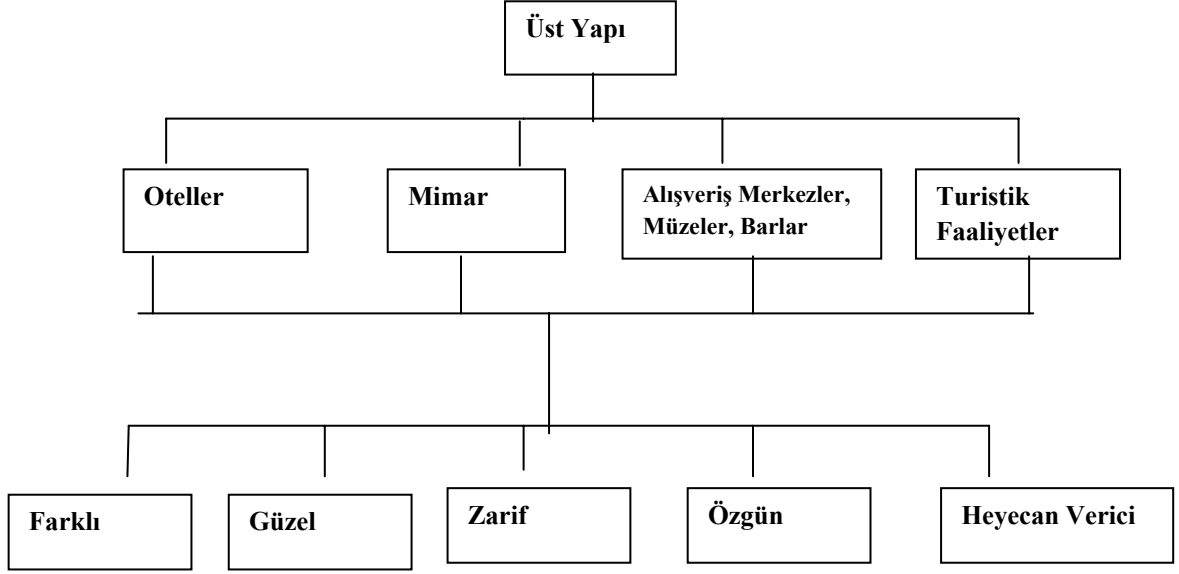 Üst Yapı
Oteller
Mimar
Alışveriş Merkezler,
Müzeler, Barlar
Turistik
Faaliyetler
Farklı
Güzel
Zarif
Özgün
Heyecan Verici